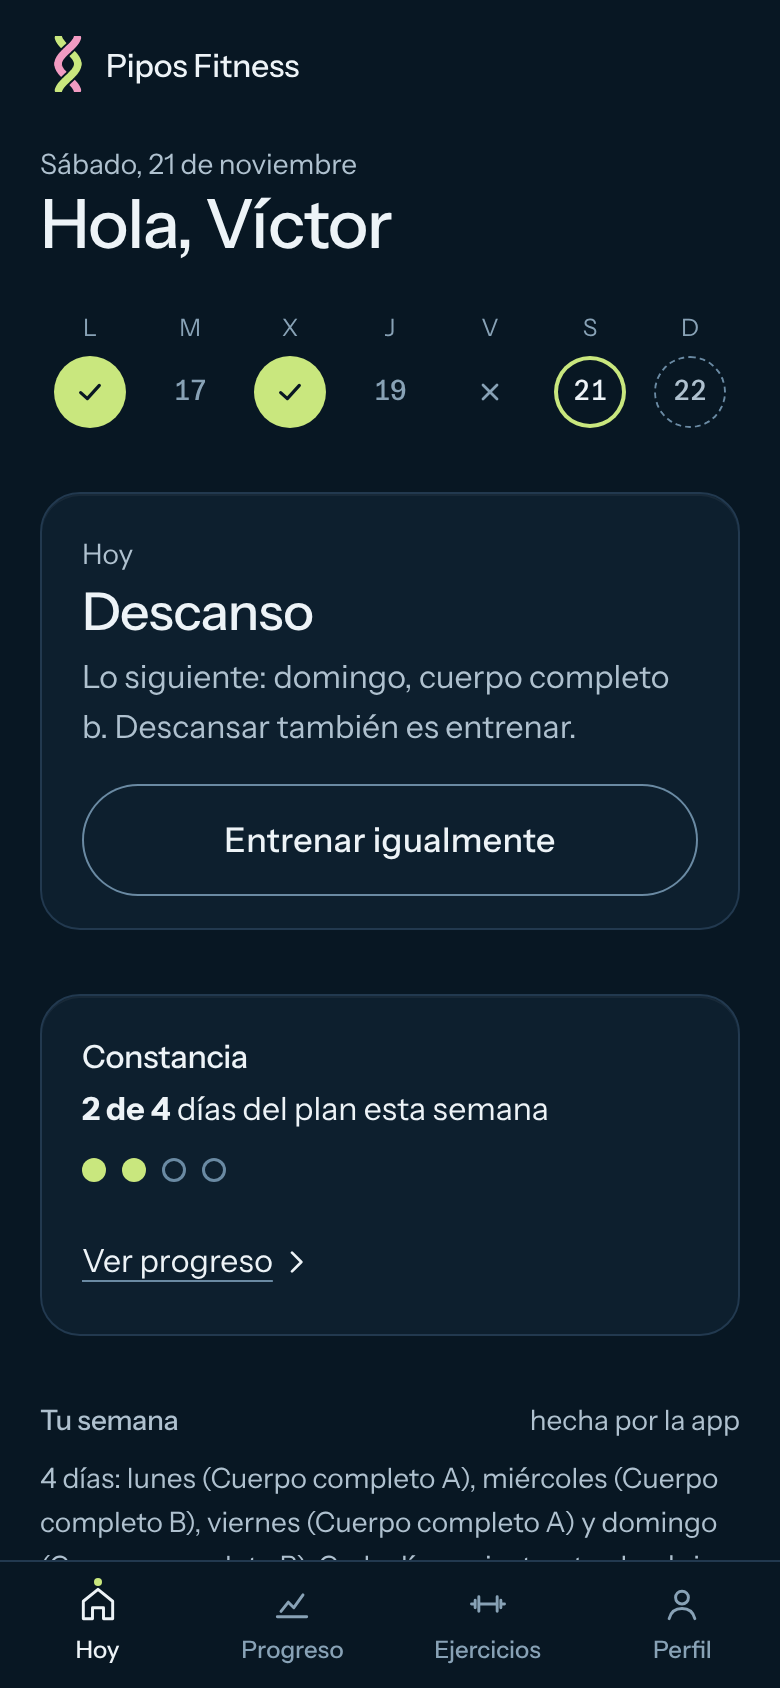 Pipos Fitness
Sábado, 21 de noviembre
Hola, Víctor
L M X J V S D
17 19 21 22
Hoy
Descanso
Lo siguiente: domingo, cuerpo completo
b. Descansar también es entrenar.
Entrenar igualmente
Constancia
2 de 4 días del plan esta semana
Ver progreso
Tu semana hecha por la app
4 días: lunes (Cuerpo completo A), miércoles (Cuerpo
completo B), viernes (Cuerpo completo A) y domingo
Hoy Progreso Ejercicios Perfil